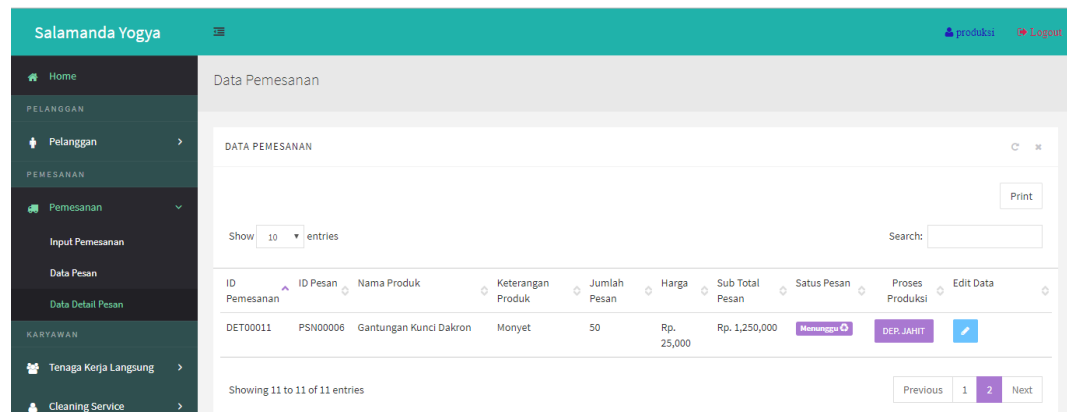 Salamanda Yogya
produksi Logout
Home
Data Pemesanan
PELANGGAN
Pelanggan
PEMESANAN
Pemesanan
Input Pemesanan
Data Pesan
Data Detail Pesan
KARYAWAN
Tenaga Kerja Langsung
Cleaning Service
DATA PEMESANAN
Print
Show 10 entries
Search:
ID Pemesanan ID Pesan Nama Produk Keterangan Produk Jumlah Pesan Harga Sub Total Pesan Satus Pesan Proses Produksi Edit Data
DET00011 PSN00006 Gantungan Kunci Dakron Monyet 50 Rp. 25,000 Rp. 1,250,000 Menunggu DEP. JAHIT
Showing 11 to 11 of 11 entries
Previous 1 2 Next